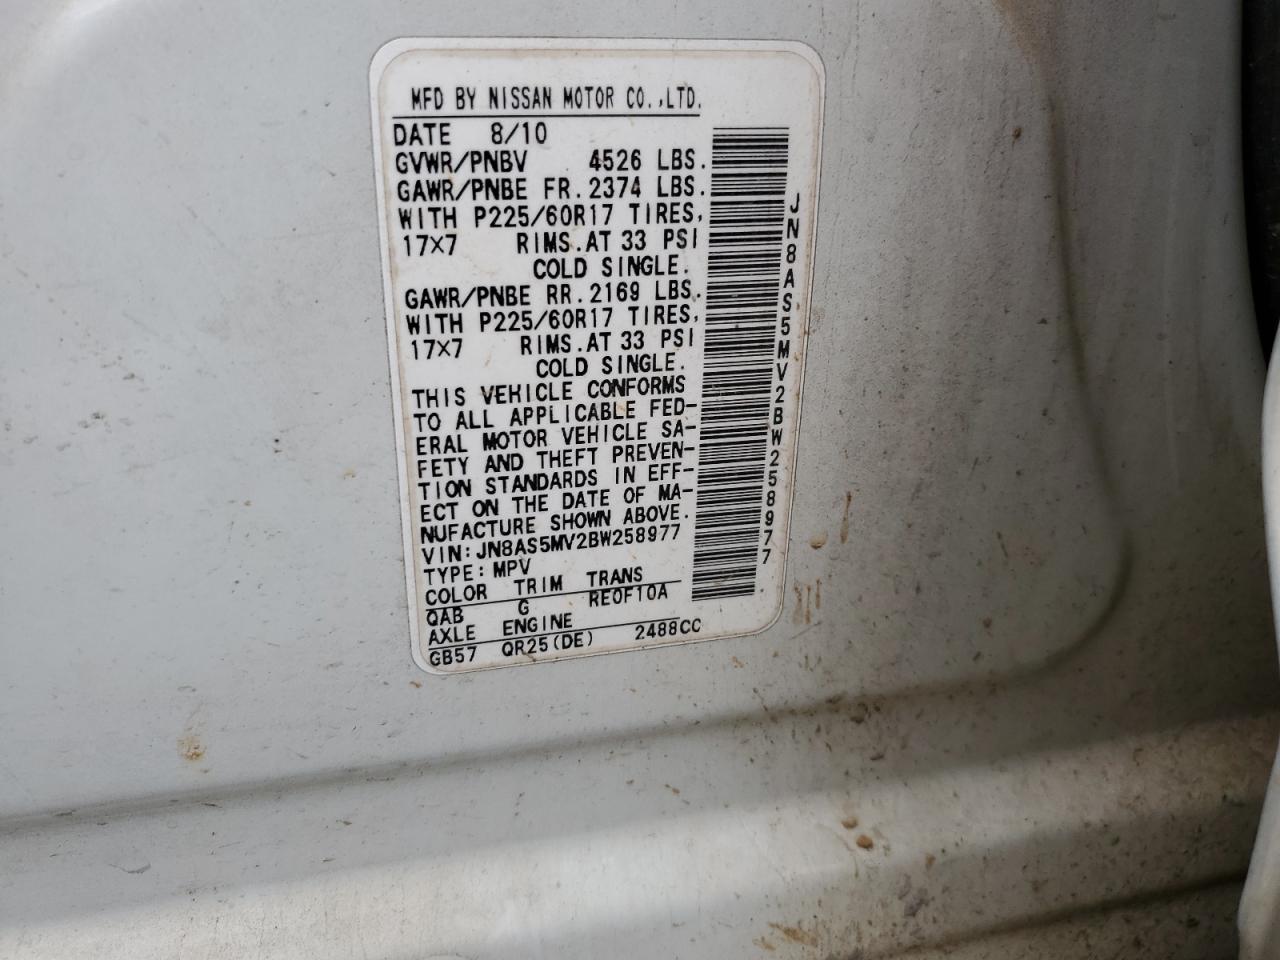 MFD BY NISSAN MOTOR CO.,LTD.
DATE 8/10
GVWR/PNBV 4526 LBS.
GAWR/PNBE FR. 2374 LBS.
WITH P225/60R17 TIRES,
17×7 RIMS.AT 33 PSI
COLD SINGLE.
GAWR/PNBE RR. 2169 LBS.
WITH P225/60R17 TIRES,
17×7 RIMS.AT 33 PSI
COLD SINGLE.
THIS VEHICLE CONFORMS
TO ALL APPLICABLE FED-
ERAL MOTOR VEHICLE SA-
FETY AND THEFT PREVEN-
TION STANDARDS IN EFF-
ECT ON THE DATE OF MA-
NUFACTURE SHOWN ABOVE.
VIN: JN8AS5MV2BW258977
TYPE: MPV
COLOR TRIM TRANS
QAB G RE0F10A
AXLE ENGINE
GB57 QR25(DE) 2488CC
JN8AS5MV2BW258977